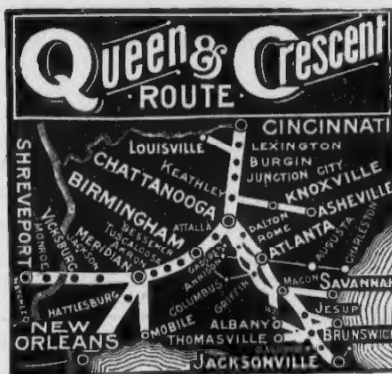 Queen & Crescent
ROUTE
CINCINNATI
LOUISVILLE
LEXINGTON
KEATHLEY
BURGIN
JUNCTION CITY
CHATTANOOGA
KNOXVILLE
ASHEVILLE
BIRMINGHAM
SHREVEPORT
ATTALLA
DALTON
ROME
ATLANTA
AUGUSTA
CHARLESTON
BESSEMER
VICKSBURG
MONROE
JACKSON
MERIDIAN
GADSDEN
ANNISTON
COLUMBUS
GRIFFIN
MACON
SAVANNAH
HATTIESBURG
JESUP
NEW
ORLEANS
MOBILE
ALBANY
THOMASVILLE
BRUNSWICK
JACKSONVILLE